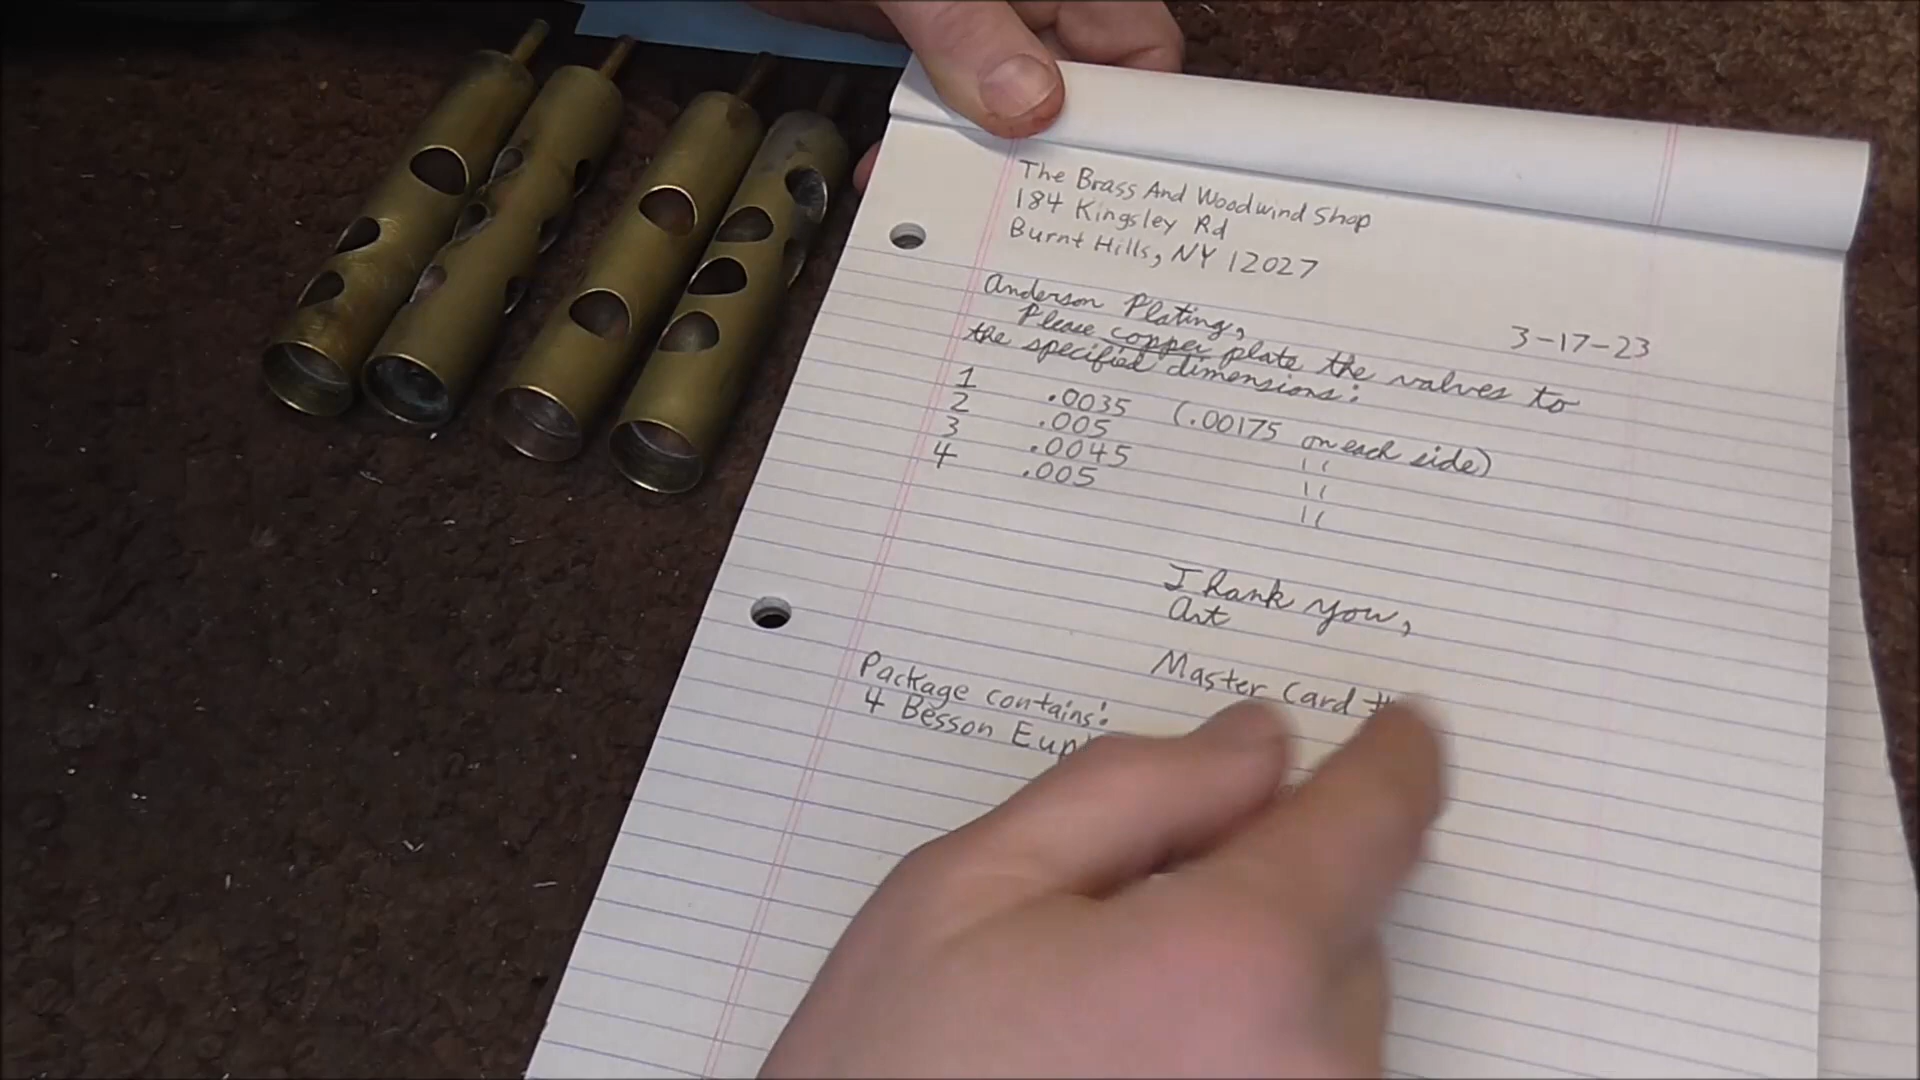 The Brass And Woodwind Shop
184 Kingsley Rd
Burnt Hills, NY 12027
3-17-23
Anderson Plating,
Please copper plate the valves to
the specified dimensions:
1 .0035 (.00175 on each side)
2 .005 "
3 .0045 "
4 .005 "
Thank you,
Art
Master Card #
Package contains:
4 Besson